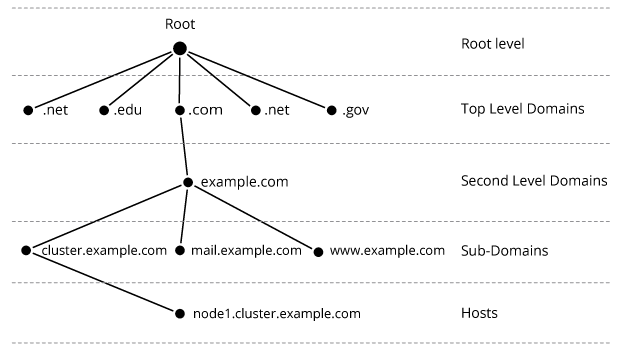 Root
Root level
.net .edu .com .net .gov Top Level Domains
example.com Second Level Domains
cluster.example.com mail.example.com www.example.com Sub-Domains
node1.cluster.example.com Hosts